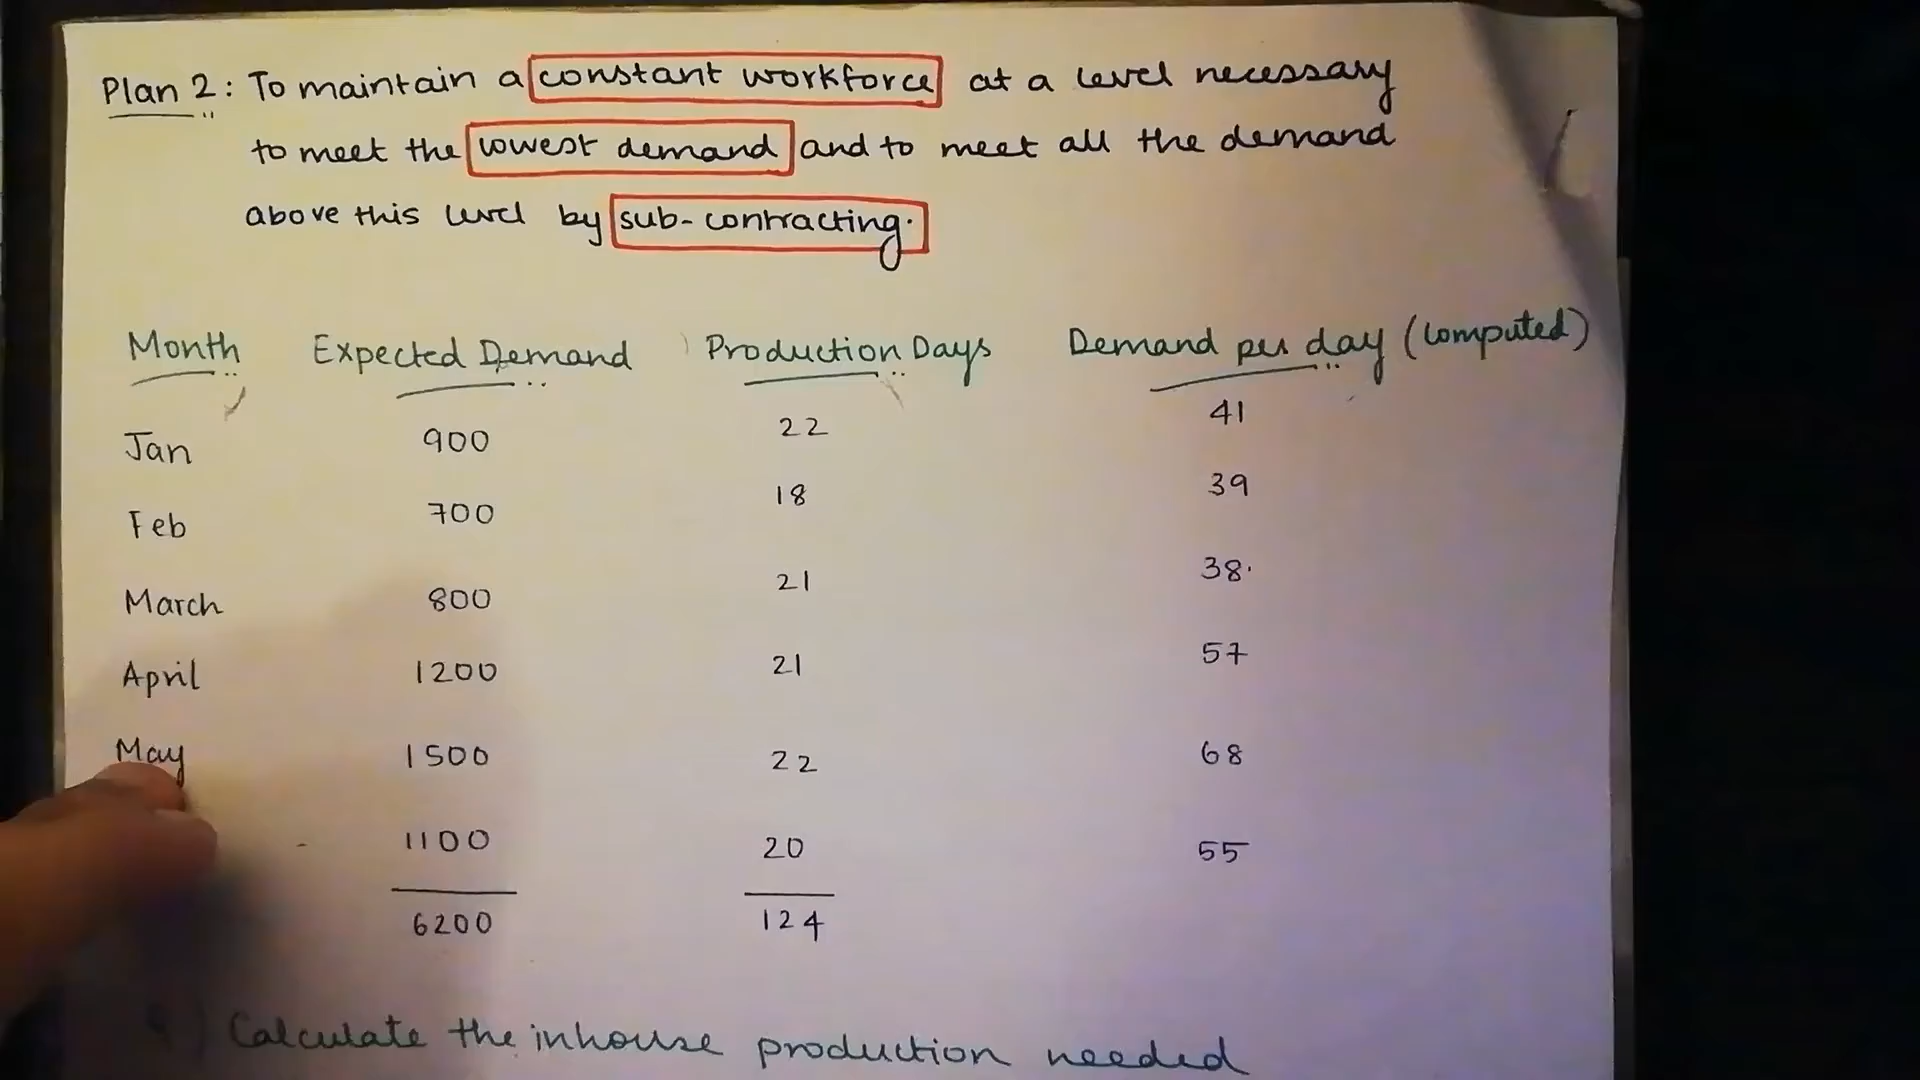 Plan 2: To maintain a constant workforce at a level necessary
to meet the lowest demand and to meet all the demand
above this level by sub-contracting.
Month Expected Demand Production Days Demand per day (computed)
Jan 900 22 41
Feb 700 18 39
March 800 21 38.
April 1200 21 57
May 1500 22 68
1100 20 55
6200 124
Calculate the inhouse production needed